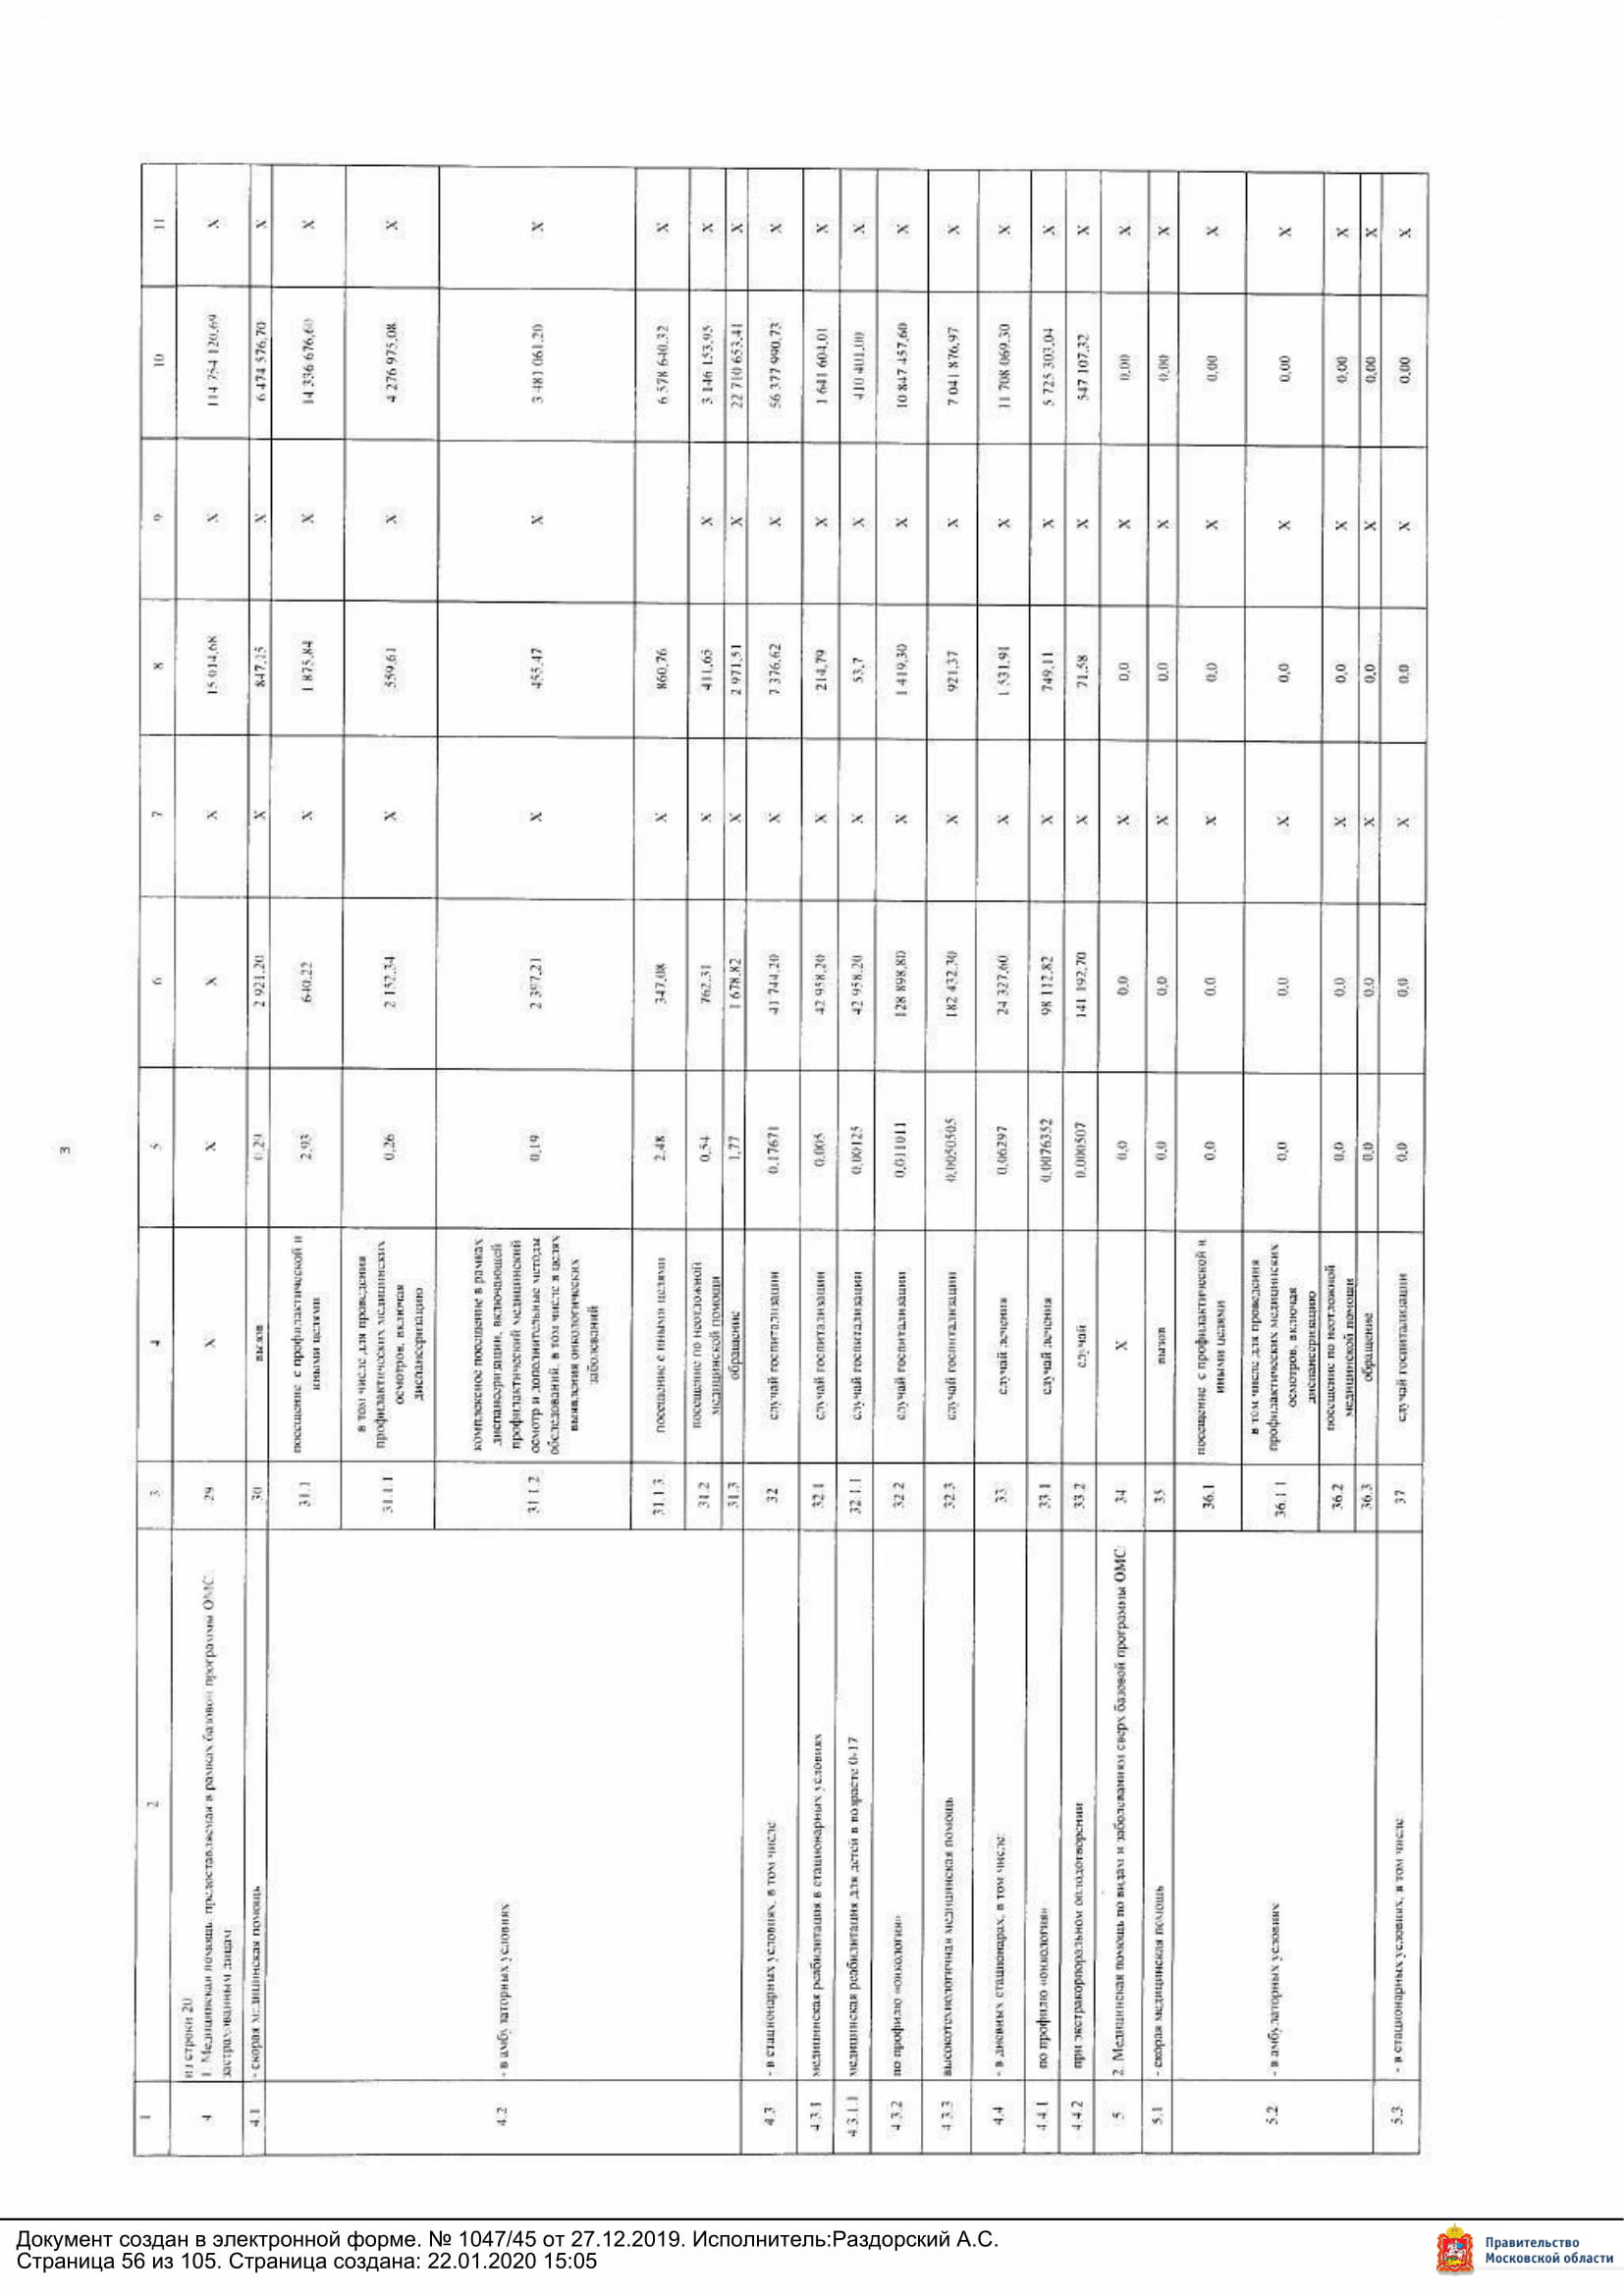 3
1 2 3 4 5 6 7 8 9 10 11
из строки 20
4 1. Медицинская помощь, предоставляемая в рамках базовой программы ОМС 29 X X X X 15 014,68 X 114 754 120,69 X
застрахованным лицам
4.1 - скорая медицинская помощь 30 вызов 0,29 2 921,20 X 847,15 X 6 474 576,70 X
4.2 - в амбулаторных условиях
31.1 посещение с профилактической и
иными целями
2,93 640,22 X 1 875,84 X 14 336 676,60 X
31.1.1 в том числе для проведения
профилактических медицинских
осмотров, включая
диспансеризацию
0,26 2 152,34 X 559,61 X 4 276 975,08 X
31.1.2 комплексное посещение в рамках
диспансеризации, включающей
профилактический медицинский
осмотр и дополнительные методы
обследований, в том числе в целях
выявления онкологических
заболеваний
0,19 2 397,21 X 455,47 X 3 481 061,20 X
31.1.3 посещение с иными целями 2,48 347,08 X 860,76 6 578 640,32 X
31.2 посещение по неотложной
медицинской помощи
0,54 762,31 X 411,65 X 3 146 153,95 X
31.3 обращение 1,77 1 678,82 X 2 971,51 X 22 710 653,41 X
4.3 - в стационарных условиях, в том числе 32 случай госпитализации 0,17671 41 744,20 X 7 376,62 X 56 377 990,73 X
4.3.1 медицинская реабилитация в стационарных условиях 32.1 случай госпитализации 0,005 42 958,20 X 214,79 X 1 641 604,01 X
4.3.1.1 медицинская реабилитация для детей в возрасте 0-17 32.1.1 случай госпитализации 0,00125 42 958,20 X 53,7 X 410 401,00 X
4.3.2 по профилю «онкология» 32.2 случай госпитализации 0,011011 128 898,80 X 1 419,30 X 10 847 457,60 X
4.3.3 высокотехнологичная медицинская помощь 32.3 случай госпитализации 0,0050505 182 432,30 X 921,37 X 7 041 876,97 X
4.4 - в дневных стационарах, в том числе: 33 случай лечения 0,06297 24 327,60 X 1 531,91 X 11 708 069,30 X
4.4.1 по профилю «онкология» 33.1 случай лечения 0,0076352 98 112,82 X 749,11 X 5 725 303,04 X
4.4.2 при экстракорпоральном оплодотворении 33.2 случай 0,000507 141 192,70 X 71,58 X 547 107,32 X
5 2. Медицинская помощь по видам и заболеваниям сверх базовой программы ОМС: 34 X 0,0 0,0 X 0,0 X 0,00 X
5.1 - скорая медицинская помощь 35 вызов 0,0 0,0 X 0,0 X 0,00 X
5.2 - в амбулаторных условиях
36.1 посещение с профилактической и
иными целями
0,0 0,0 X 0,0 X 0,00 X
36.1.1 в том числе для проведения
профилактических медицинских
осмотров, включая
диспансеризацию
0,0 0,0 X 0,0 X 0,00 X
36.2 посещение по неотложной
медицинской помощи
0,0 0,0 X 0,0 X 0,00 X
36.3 обращение 0,0 0,0 X 0,0 X 0,00 X
5.3 - в стационарных условиях, в том числе 37 случай госпитализации 0,0 0,0 X 0,0 X 0,00 X
Документ создан в электронной форме. № 1047/45 от 27.12.2019. Исполнитель:Раздорский А.С.
Страница 56 из 105. Страница создана: 22.01.2020 15:05
Правительство
Московской области